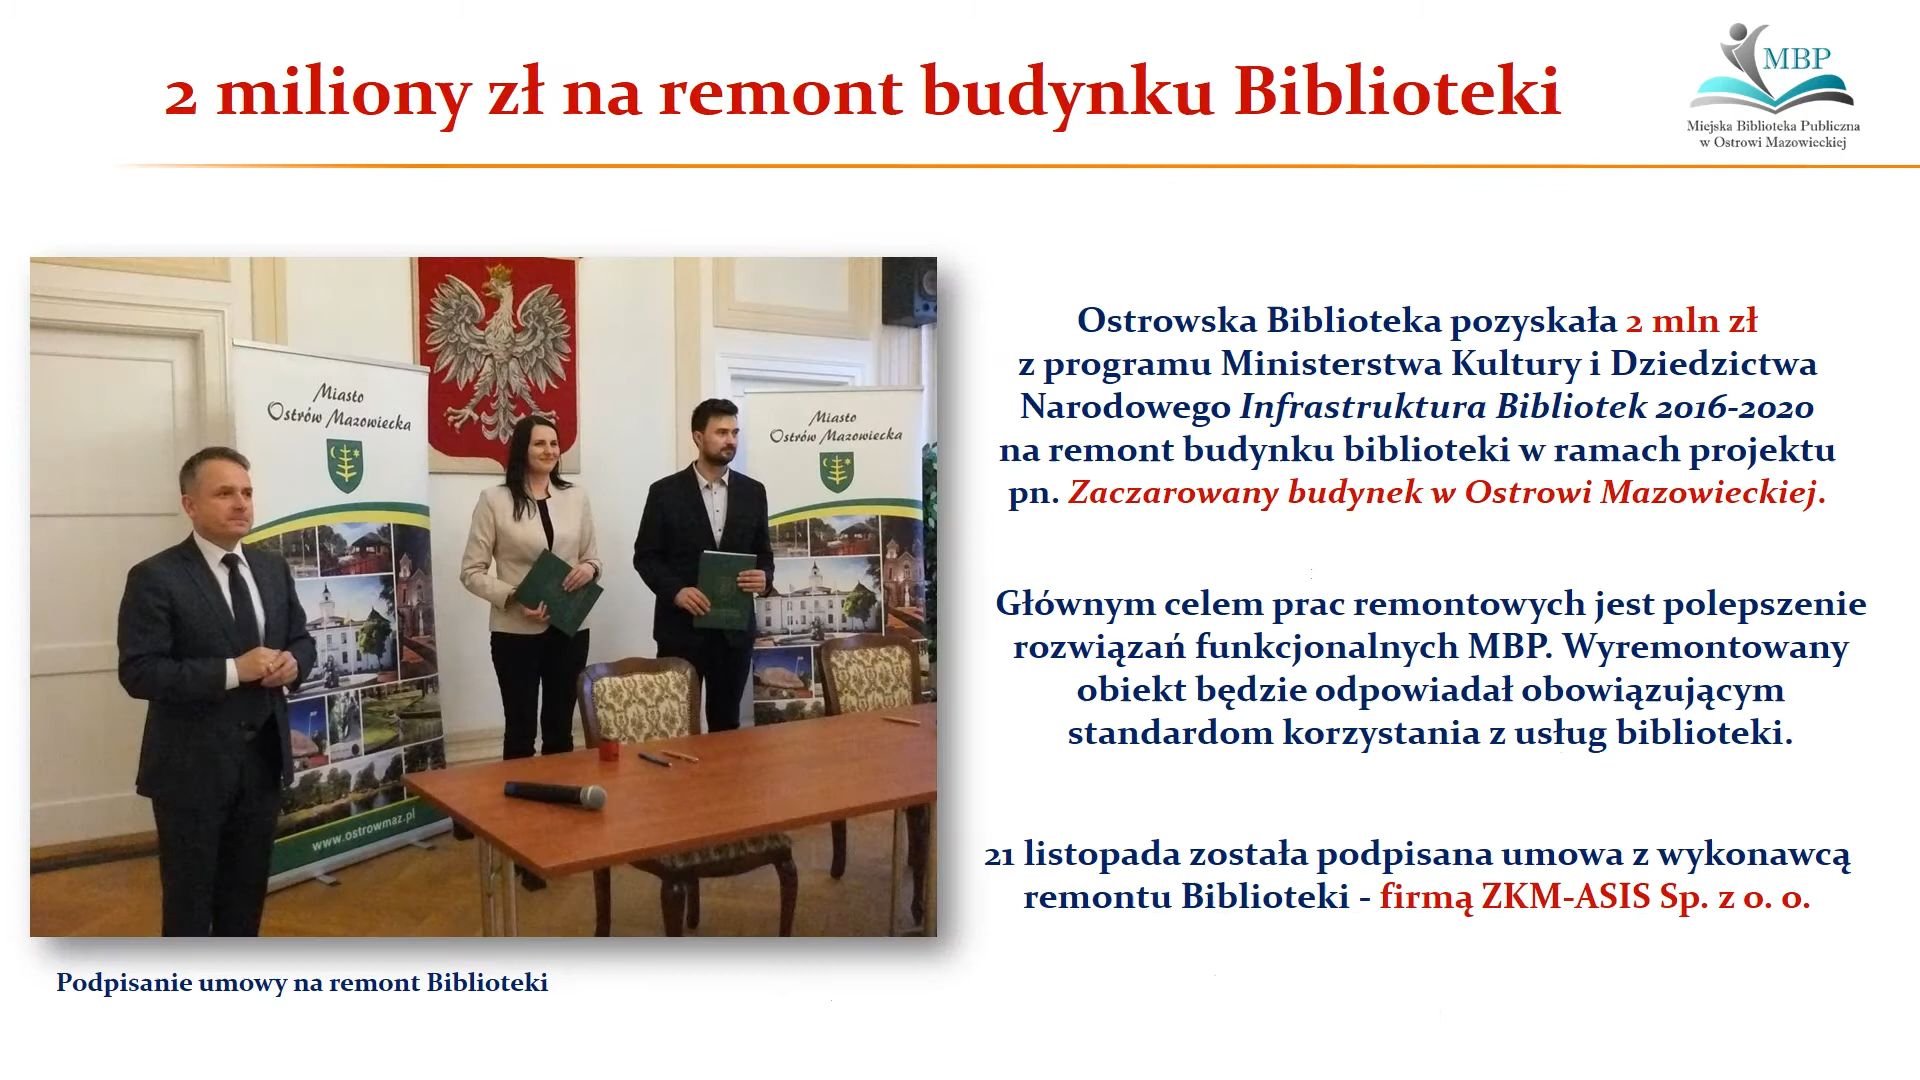 2 miliony zł na remont budynku Biblioteki
MBP
Miejska Biblioteka Publiczna
w Ostrowi Mazowieckiej
Miasto
Ostrów Mazowiecka
www.ostrowmaz.pl
Miasto
Ostrów Mazowiecka
Podpisanie umowy na remont Biblioteki
Ostrowska Biblioteka pozyskała 2 mln zł
z programu Ministerstwa Kultury i Dziedzictwa
Narodowego Infrastruktura Bibliotek 2016-2020
na remont budynku biblioteki w ramach projektu
pn. Zaczarowany budynek w Ostrowi Mazowieckiej.
Głównym celem prac remontowych jest polepszenie
rozwiązań funkcjonalnych MBP. Wyremontowany
obiekt będzie odpowiadał obowiązującym
standardom korzystania z usług biblioteki.
21 listopada została podpisana umowa z wykonawcą
remontu Biblioteki - firmą ZKM-ASIS Sp. z o. o.